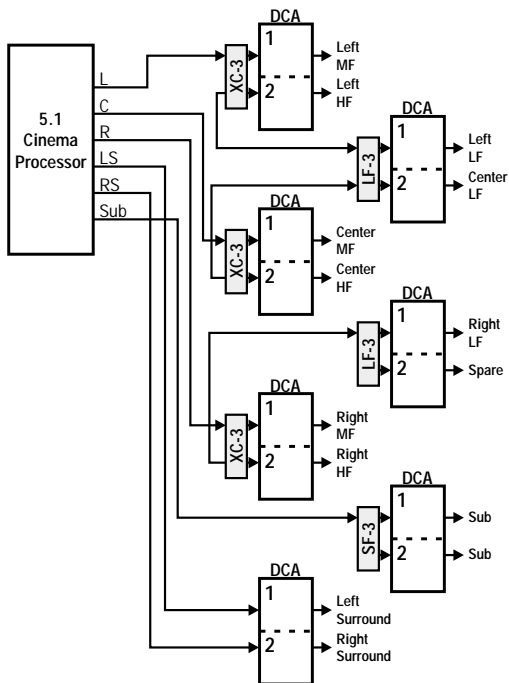 5.1
Cinema
Processor
L
C
R
LS
RS
Sub
DCA
XC-3
1
2
Left
MF
Left
HF
DCA
LF-3
1
2
Left
LF
Center
LF
DCA
XC-3
1
2
Center
MF
Center
HF
DCA
LF-3
1
2
Right
LF
Spare
DCA
XC-3
1
2
Right
MF
Right
HF
DCA
SF-3
1
2
Sub
Sub
DCA
1
2
Left
Surround
Right
Surround